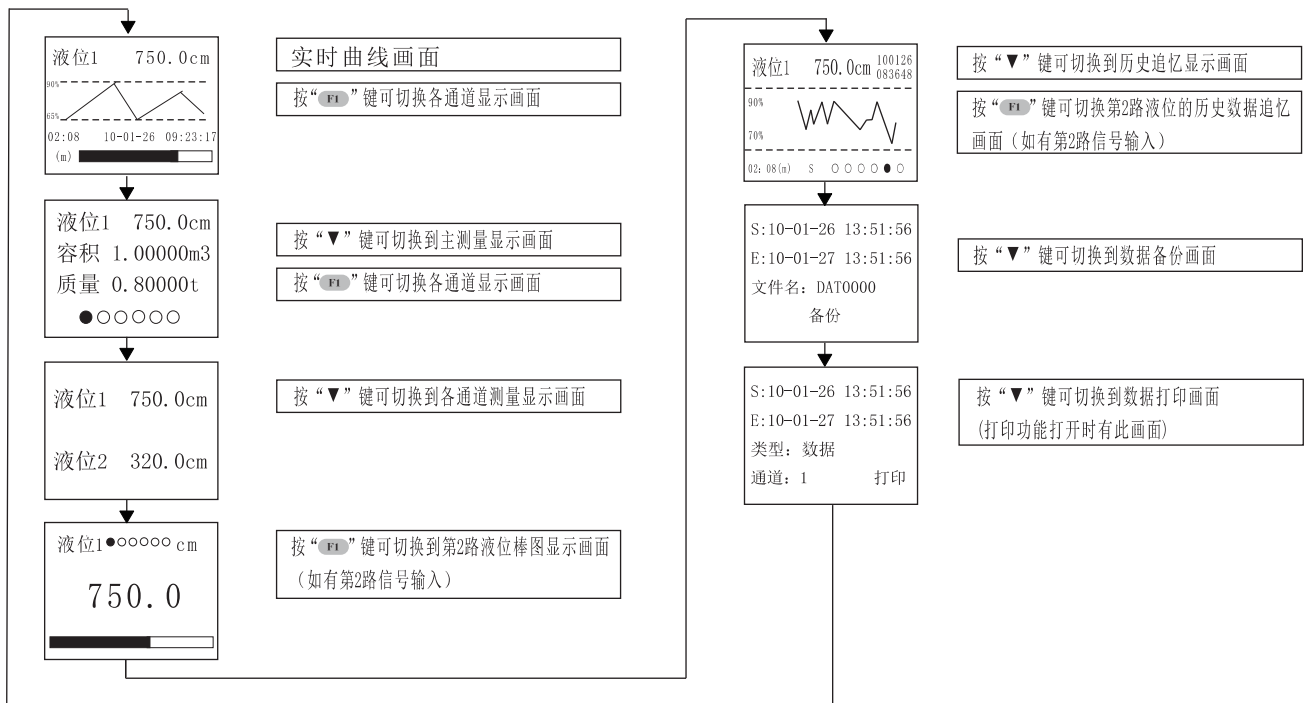 液位1 750.0cm
90%
65%
02:08 10-01-26 09:23:17
(m)
实时曲线画面
按“F1”键可切换各通道显示画面
液位1 750.0cm
容积 1.00000m3
质量 0.80000t
按“▼”键可切换到主测量显示画面
按“F1”键可切换各通道显示画面
液位1 750.0cm
液位2 320.0cm
按“▼”键可切换到各通道测量显示画面
液位1●○○○○○ cm
750.0
按“F1”键可切换到第2路液位棒图显示画面
（如有第2路信号输入）
液位1 750.0cm 100126
083648
90%
70%
02: 08(m) S ○○○○●○
按“▼”键可切换到历史追忆显示画面
按“F1”键可切换第2路液位的历史数据追忆
画面（如有第2路信号输入）
S:10-01-26 13:51:56
E:10-01-27 13:51:56
文件名: DAT0000
备份
按“▼”键可切换到数据备份画面
S:10-01-26 13:51:56
E:10-01-27 13:51:56
类型: 数据
通道: 1 打印
按“▼”键可切换到数据打印画面
(打印功能打开时有此画面)